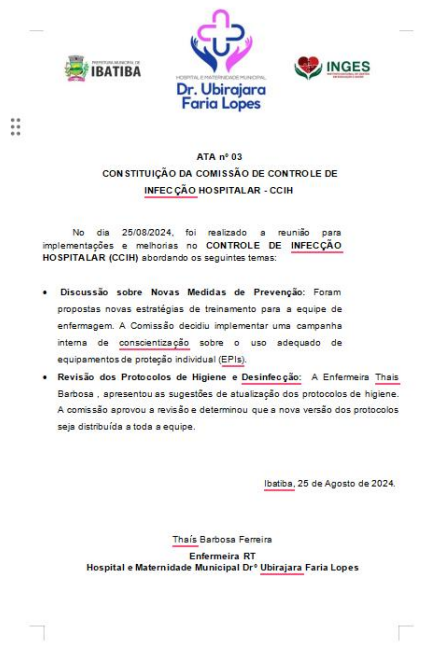 PREFEITURA MUNICIPAL DE
IBATIBA
HOSPITAL E MATERNIDADE MUNICIPAL
Dr. Ubirajara
Faria Lopes
INGES
ATA nº 03
CONSTITUIÇÃO DA COMISSÃO DE CONTROLE DE
INFECÇÃO HOSPITALAR - CCIH
No dia 25/08/2024, foi realizado a reunião para
implementações e melhorias no CONTROLE DE INFECÇÃO
HOSPITALAR (CCIH) abordando os seguintes temas:
• Discussão sobre Novas Medidas de Prevenção: Foram
propostas novas estratégias de treinamento para a equipe de
enfermagem. A Comissão decidiu implementar uma campanha
interna de conscientização sobre o uso adequado de
equipamentos de proteção individual (EPIs).
• Revisão dos Protocolos de Higiene e Desinfecção: A Enfermeira Thais
Barbosa , apresentou as sugestões de atualização dos protocolos de higiene.
A comissão aprovou a revisão e determinou que a nova versão dos protocolos
seja distribuída a toda a equipe.
Ibatiba, 25 de Agosto de 2024.
Thaís Barbosa Ferreira
Enfermeira RT
Hospital e Maternidade Municipal Drº Ubirajara Faria Lopes